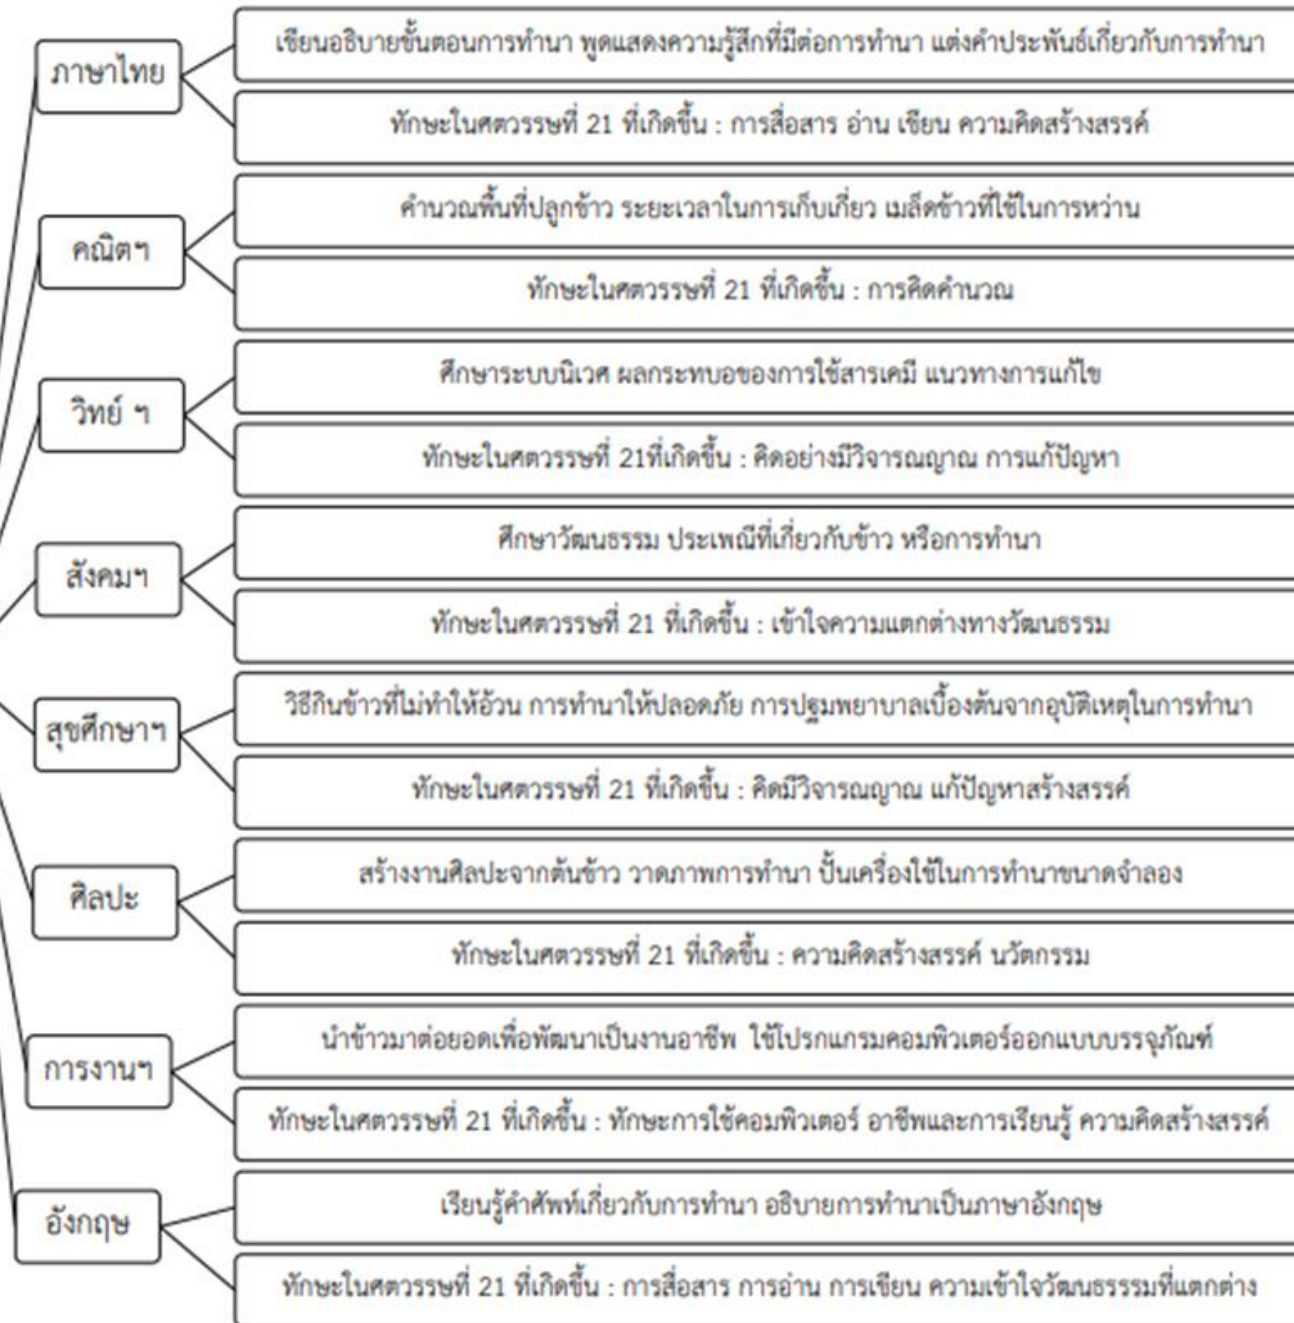 ภาษาไทย
เขียนอธิบายขั้นตอนการทำนา พูดแสดงความรู้สึกที่มีต่อการทำนา แต่งคำประพันธ์เกี่ยวกับการทำนา
ทักษะในศตวรรษที่ 21 ที่เกิดขึ้น : การสื่อสาร อ่าน เขียน ความคิดสร้างสรรค์
คณิตฯ
คำนวณพื้นที่ปลูกข้าว ระยะเวลาในการเก็บเกี่ยว เมล็ดข้าวที่ใช้ในการหว่าน
ทักษะในศตวรรษที่ 21 ที่เกิดขึ้น : การคิดคำนวณ
วิทย์ ฯ
ศึกษาระบบนิเวศ ผลกระทบอของการใช้สารเคมี แนวทางการแก้ไข
ทักษะในศตวรรษที่ 21ที่เกิดขึ้น : คิดอย่างมีวิจารณญาณ การแก้ปัญหา
สังคมฯ
ศึกษาวัฒนธรรม ประเพณีที่เกี่ยวกับข้าว หรือการทำนา
ทักษะในศตวรรษที่ 21 ที่เกิดขึ้น : เข้าใจความแตกต่างทางวัฒนธรรม
สุขศึกษาฯ
วิธีกินข้าวที่ไม่ทำให้อ้วน การทำนาให้ปลอดภัย การปฐมพยาบาลเบื้องต้นจากอุบัติเหตุในการทำนา
ทักษะในศตวรรษที่ 21 ที่เกิดขึ้น : คิดมีวิจารณญาณ แก้ปัญหาสร้างสรรค์
ศิลปะ
สร้างงานศิลปะจากต้นข้าว วาดภาพการทำนา ปั้นเครื่องใช้ในการทำนาขนาดจำลอง
ทักษะในศตวรรษที่ 21 ที่เกิดขึ้น : ความคิดสร้างสรรค์ นวัตกรรม
การงานฯ
นำข้าวมาต่อยอดเพื่อพัฒนาเป็นงานอาชีพ ใช้โปรกแกรมคอมพิวเตอร์ออกแบบบรรจุภัณฑ์
ทักษะในศตวรรษที่ 21 ที่เกิดขึ้น : ทักษะการใช้คอมพิวเตอร์ อาชีพและการเรียนรู้ ความคิดสร้างสรรค์
อังกฤษ
เรียนรู้คำศัพท์เกี่ยวกับการทำนา อธิบายการทำนาเป็นภาษาอังกฤษ
ทักษะในศตวรรษที่ 21 ที่เกิดขึ้น : การสื่อสาร การอ่าน การเขียน ความเข้าใจวัฒนธรรรมที่แตกต่าง